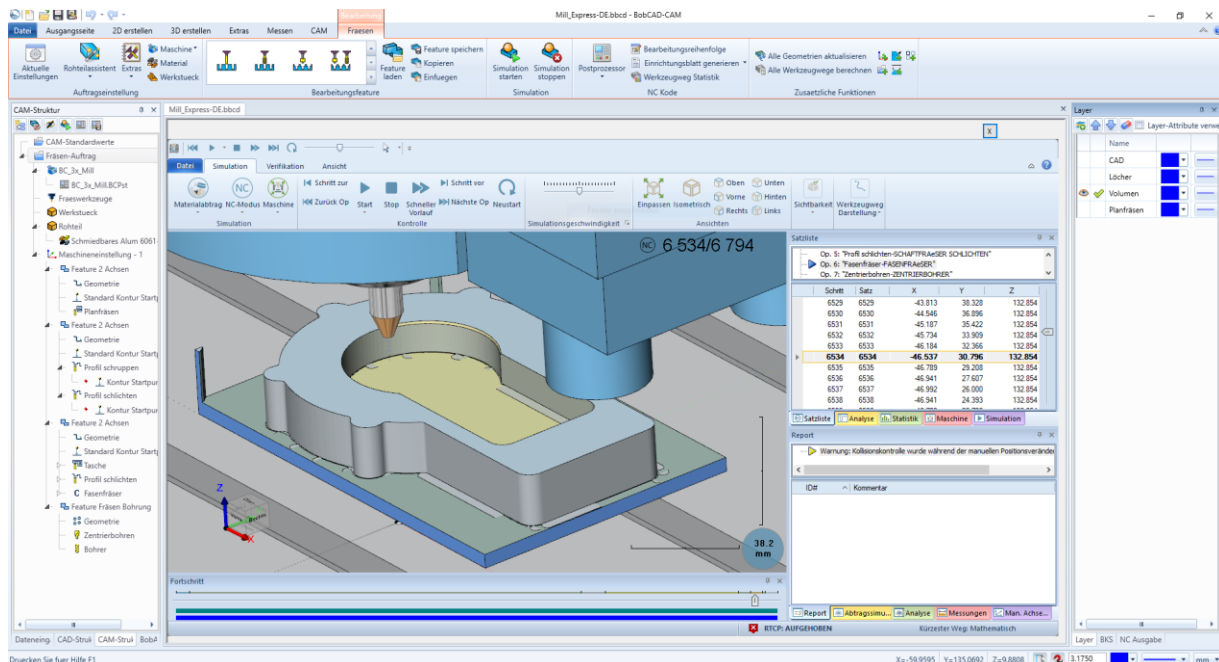 Mill_Express-DE.bbcd - BobCAD-CAM
Bearbeitung
Datei Ausgangsseite 2D erstellen 3D erstellen Extras Messen CAM Fraesen
Aktuelle Einstellungen
Rohteilassistent
Extras
Maschine
Material
Werkstueck
Auftragseinstellung
Feature laden
Feature speichern
Kopieren
Einfuegen
Bearbeitungsfeature
Simulation starten
Simulation stoppen
Simulation
Postprozessor
Bearbeitungsreihenfolge
Einrichtungsblatt generieren
Werkzeugweg Statistik
NC Kode
Alle Geometrien aktualisieren
Alle Werkzeugwege berechnen
Zusaetzliche Funktionen
CAM-Struktur
CAM-Standardwerte
Fräsen-Auftrag
BC_3x_Mill
BC_3x_Mill.BCPst
Fraeswerkzeuge
Werkstueck
Rohteil
Schmiedbares Alum 6061-
Maschineneinstellung - 1
Feature 2 Achsen
Geometrie
Standard Kontur Startp
Planfräsen
Feature 2 Achsen
Geometrie
Standard Kontur Startp
Profil schruppen
Kontur Startpur
Profil schlichten
Kontur Startpur
Feature 2 Achsen
Geometrie
Standard Kontur Startp
Tasche
Profil schlichten
Fasenfräser
Feature Fräsen Bohrung
Geometrie
Zentrierbohren
Bohrer
Dateneing. CAD-Struk CAM-Struk BobA
Mill_Express-DE.bbcd
X
Datei Simulation Verifikation Ansicht
Materialabtrag
NC-Modus
Maschine
Simulation
Schritt zur
Zurück Op
Start
Stop
Schneller Vorlauf
Schritt vor
Nächste Op
Neustart
Kontrolle
Simulationsgeschwindigkeit
Einpassen
Isometrisch
Oben Unten
Vorne Hinten
Rechts Links
Ansichten
Sichtbarkeit
Werkzeugweg Darstellung
NC 6 534/6 794
Z
X
38.2
mm
Satzliste
Op. 5: "Profil schlichten-SCHAFTFRAeSER SCHLICHTEN"
Op. 6: "Fasenfräser-FASENFRAeSER"
Op. 7: "Zentrierbohren-ZENTRIERBOHRER"
Schritt Satz X Y Z
6529 6529 -43.813 38.328 132.854
6530 6530 -44.546 36.896 132.854
6531 6531 -45.187 35.422 132.854
6532 6532 -45.734 33.909 132.854
6533 6533 -46.184 32.366 132.854
6534 6534 -46.537 30.796 132.854
6535 6535 -46.789 29.208 132.854
6536 6536 -46.941 27.607 132.854
6537 6537 -46.992 26.000 132.854
6538 6538 -46.941 24.393 132.854
Satzliste Analyse Statistik Maschine Simulation
Report
Warnung: Kollisionskontrolle wurde während der manuellen Positionsveränder
ID# Kommentar
Report Abtragssimu... Analyse Messungen Man. Achse...
Fortschritt
RTCP: AUFGEHOBEN Kürzester Weg: Mathematisch
Layer
Layer-Attribute verwe
Name
CAD
Löcher
Volumen
Planfräsen
Layer BKS NC Ausgabe
Druecken Sie fuer Hilfe F1
X=-59.9595 Y=135.0692 Z=9.8808 3.1750 mm